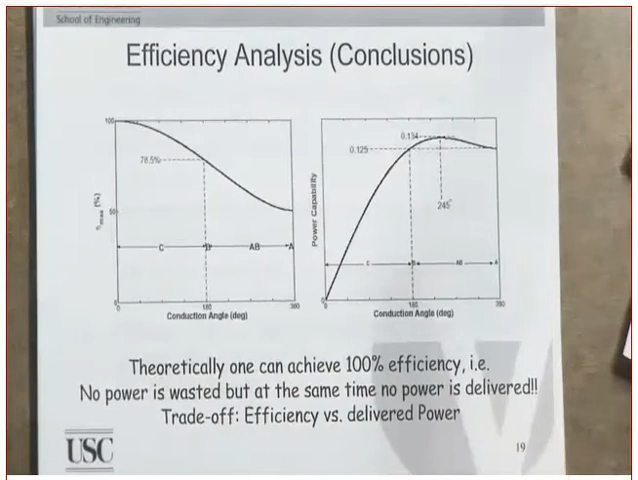 School of Engineering
Efficiency Analysis (Conclusions)
100
78.5%
50
0
ηmax (%)
C
B
AB
A
0
180
360
Conduction Angle (deg)
0.134
0.125
245°
Power Capability
C
B
AB
A
0
180
360
Conduction Angle (deg)
Theoretically one can achieve 100% efficiency, i.e.
No power is wasted but at the same time no power is delivered!!
Trade-off: Efficiency vs. delivered Power
USC
19